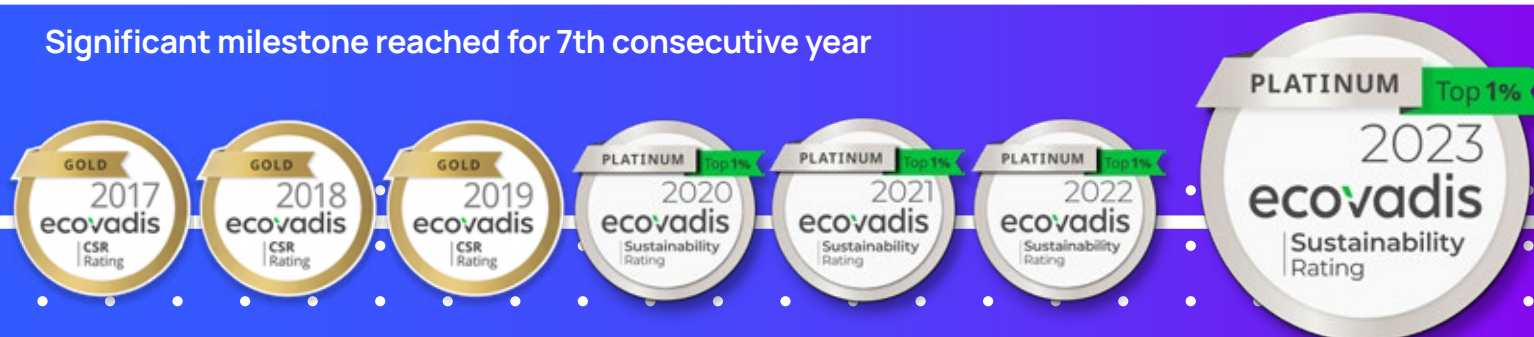 Significant milestone reached for 7th consecutive year
GOLD
2017
ecovadis
CSR
Rating
GOLD
2018
ecovadis
CSR
Rating
GOLD
2019
ecovadis
CSR
Rating
PLATINUM Top 1%
2020
ecovadis
Sustainability
Rating
PLATINUM Top 1%
2021
ecovadis
Sustainability
Rating
PLATINUM Top 1%
2022
ecovadis
Sustainability
Rating
PLATINUM Top 1%
2023
ecovadis
Sustainability
Rating